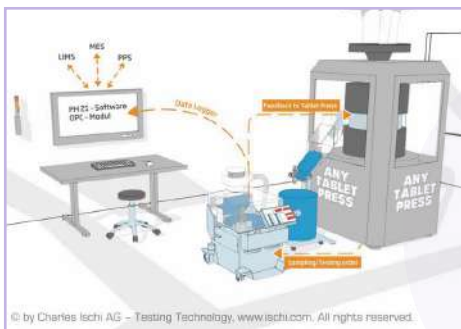 LIMS
MES
PPS
PH 21 - Software
OPC - Modul
Data Logger
Feedback to Tablet Press
ANY
TABLET
PRESS
ANY
TABLET
PRESS
Sampling/Testing order
© by Charles Ischi AG – Testing Technology, www.ischi.com. All rights reserved.